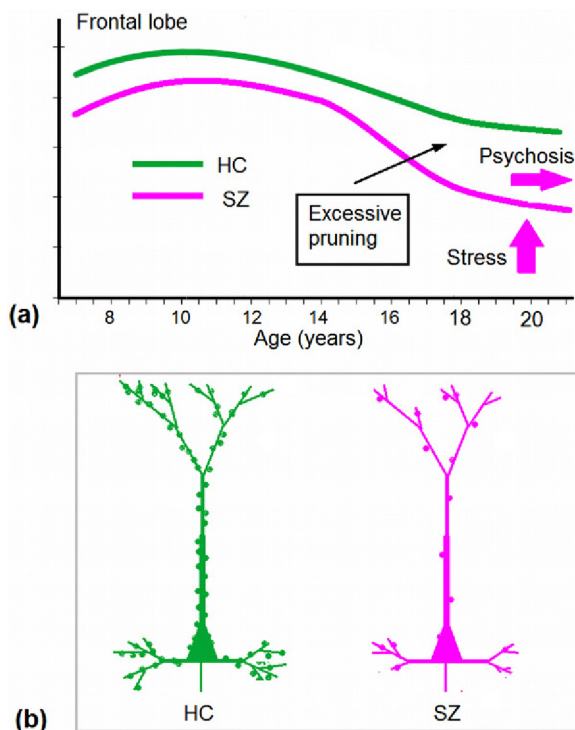 Frontal lobe
HC
SZ
Psychosis
Excessive
pruning
Stress
(a)
8 10 12 14 16 18 20
Age (years)
(b)
HC SZ